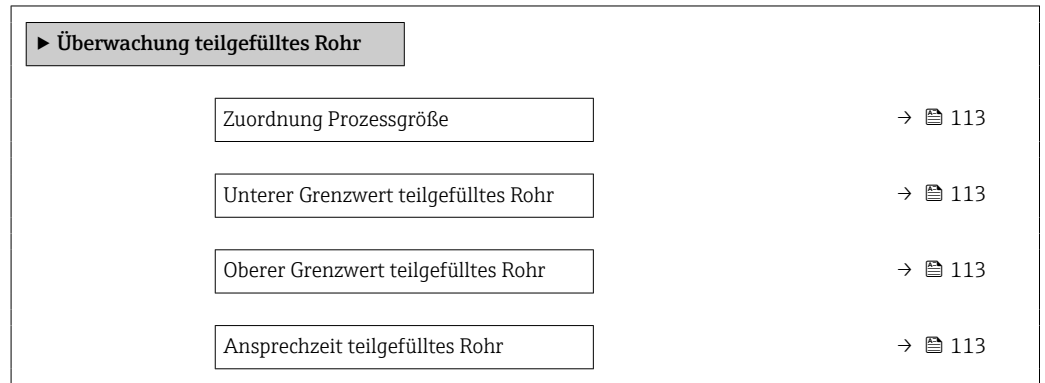 ▶ Überwachung teilgefülltes Rohr
Zuordnung Prozessgröße → 113
Unterer Grenzwert teilgefülltes Rohr → 113
Oberer Grenzwert teilgefülltes Rohr → 113
Ansprechzeit teilgefülltes Rohr → 113